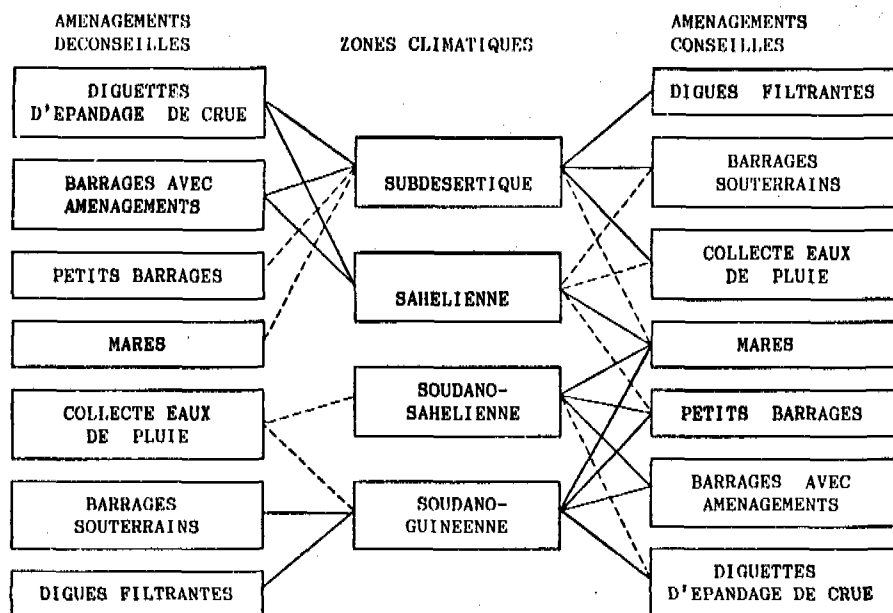 AMENAGEMENTS
DECONSEILLES
DIGUETTES
D'EPANDAGE DE CRUE
BARRAGES AVEC
AMENAGEMENTS
PETITS BARRAGES
MARES
COLLECTE EAUX
DE PLUIE
BARRAGES
SOUTERRAINS
DIGUES FILTRANTES
ZONES CLIMATIQUES
SUBDESERTIQUE
SAHELIENNE
SOUDANO-
SAHELIENNE
SOUDANO-
GUINEENNE
AMENAGEMENTS
CONSEILLES
DIGUES FILTRANTES
BARRAGES
SOUTERRAINS
COLLECTE EAUX
DE PLUIE
MARES
PETITS BARRAGES
BARRAGES AVEC
AMENAGEMENTS
DIGUETTES
D'EPANDAGE DE CRUE